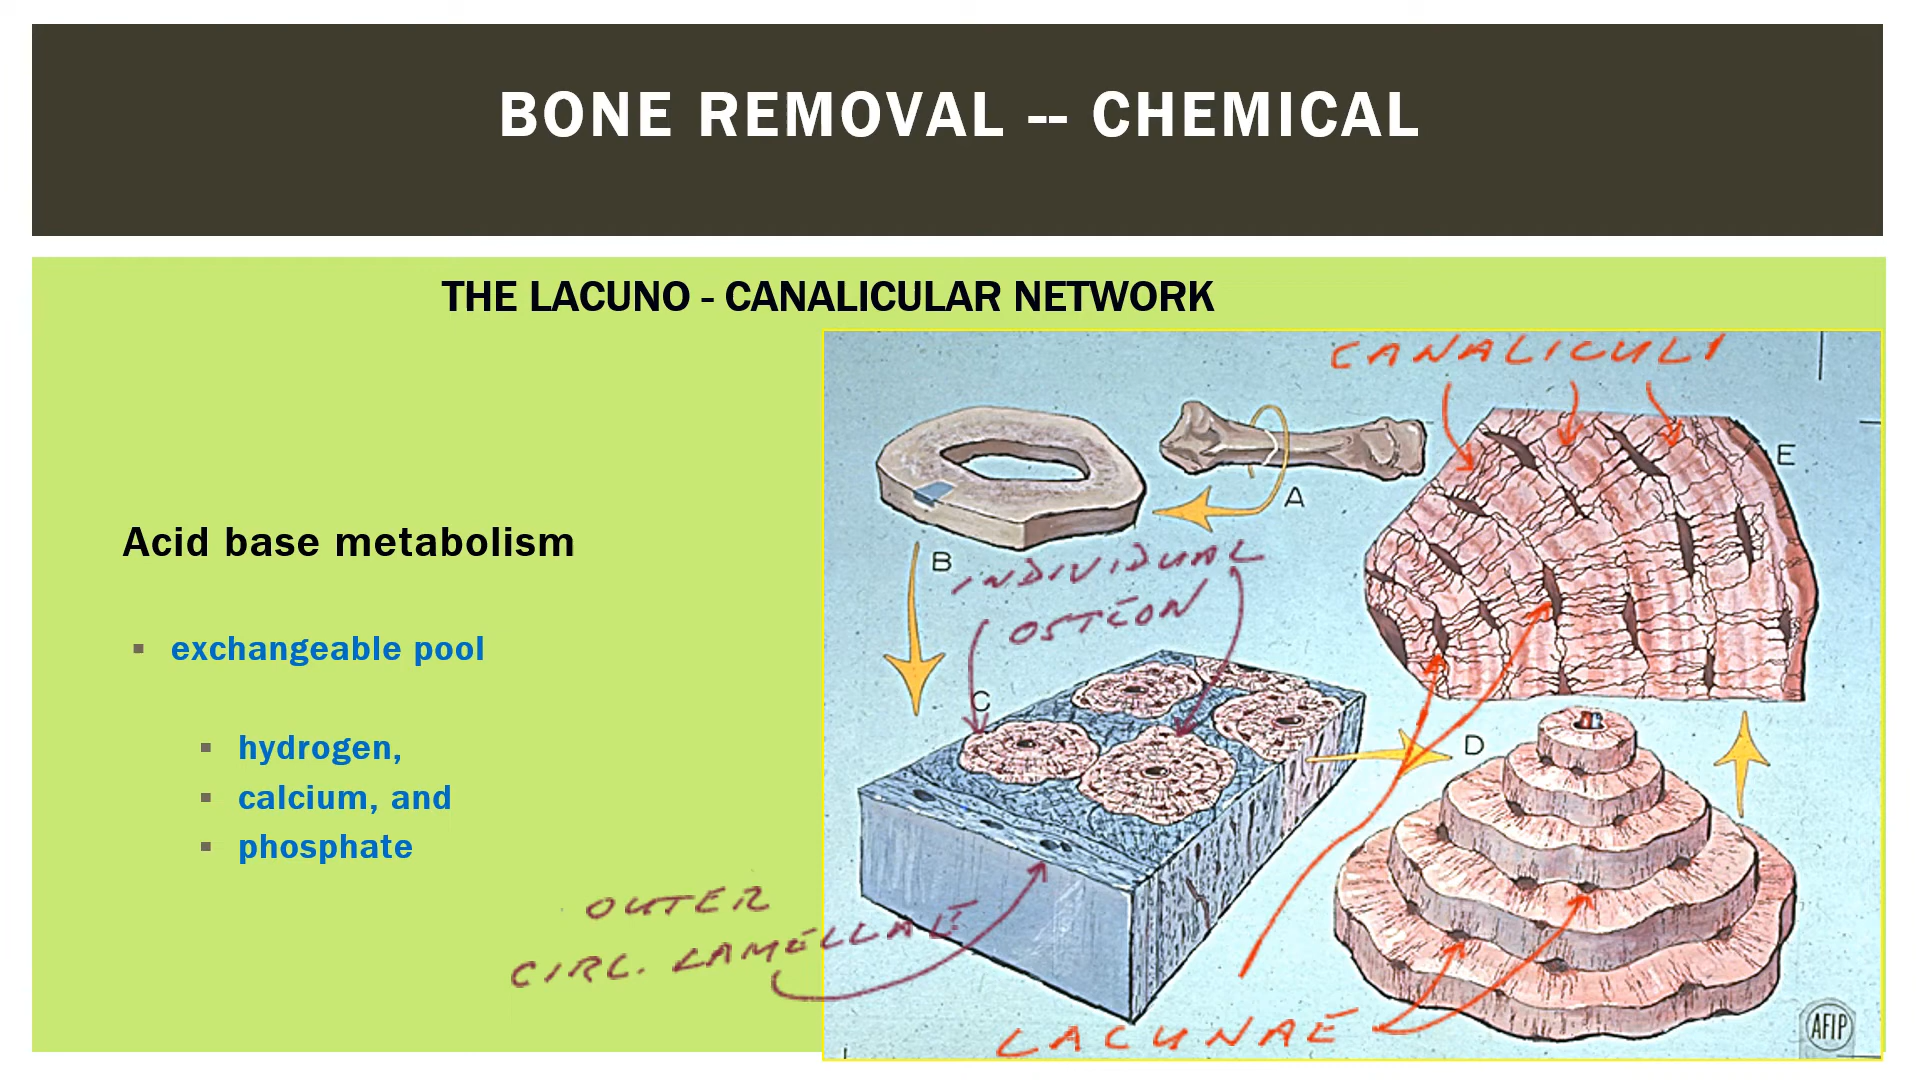 BONE REMOVAL -- CHEMICAL
THE LACUNO - CANALICULAR NETWORK
Acid base metabolism
▪ exchangeable pool
▪ hydrogen,
▪ calcium, and
▪ phosphate
CANALICULI
A
B
C
D
E
INDIVIDUAL
OSTEON
OUTER
CIRC. LAMELLAE
LACUNAE
AFIP